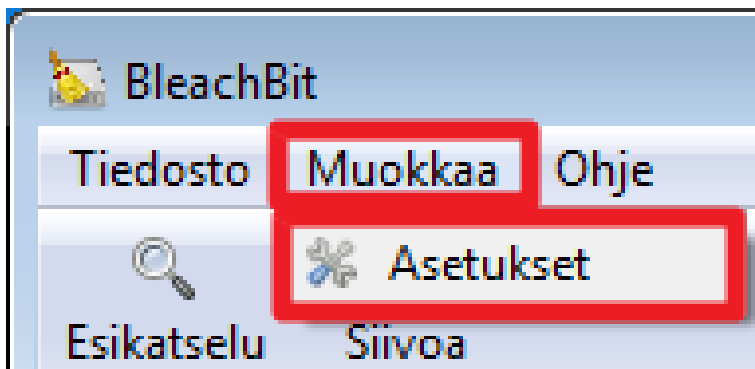 BleachBit
Tiedosto Muokkaa Ohje
Asetukset
Esikatselu Siivoa